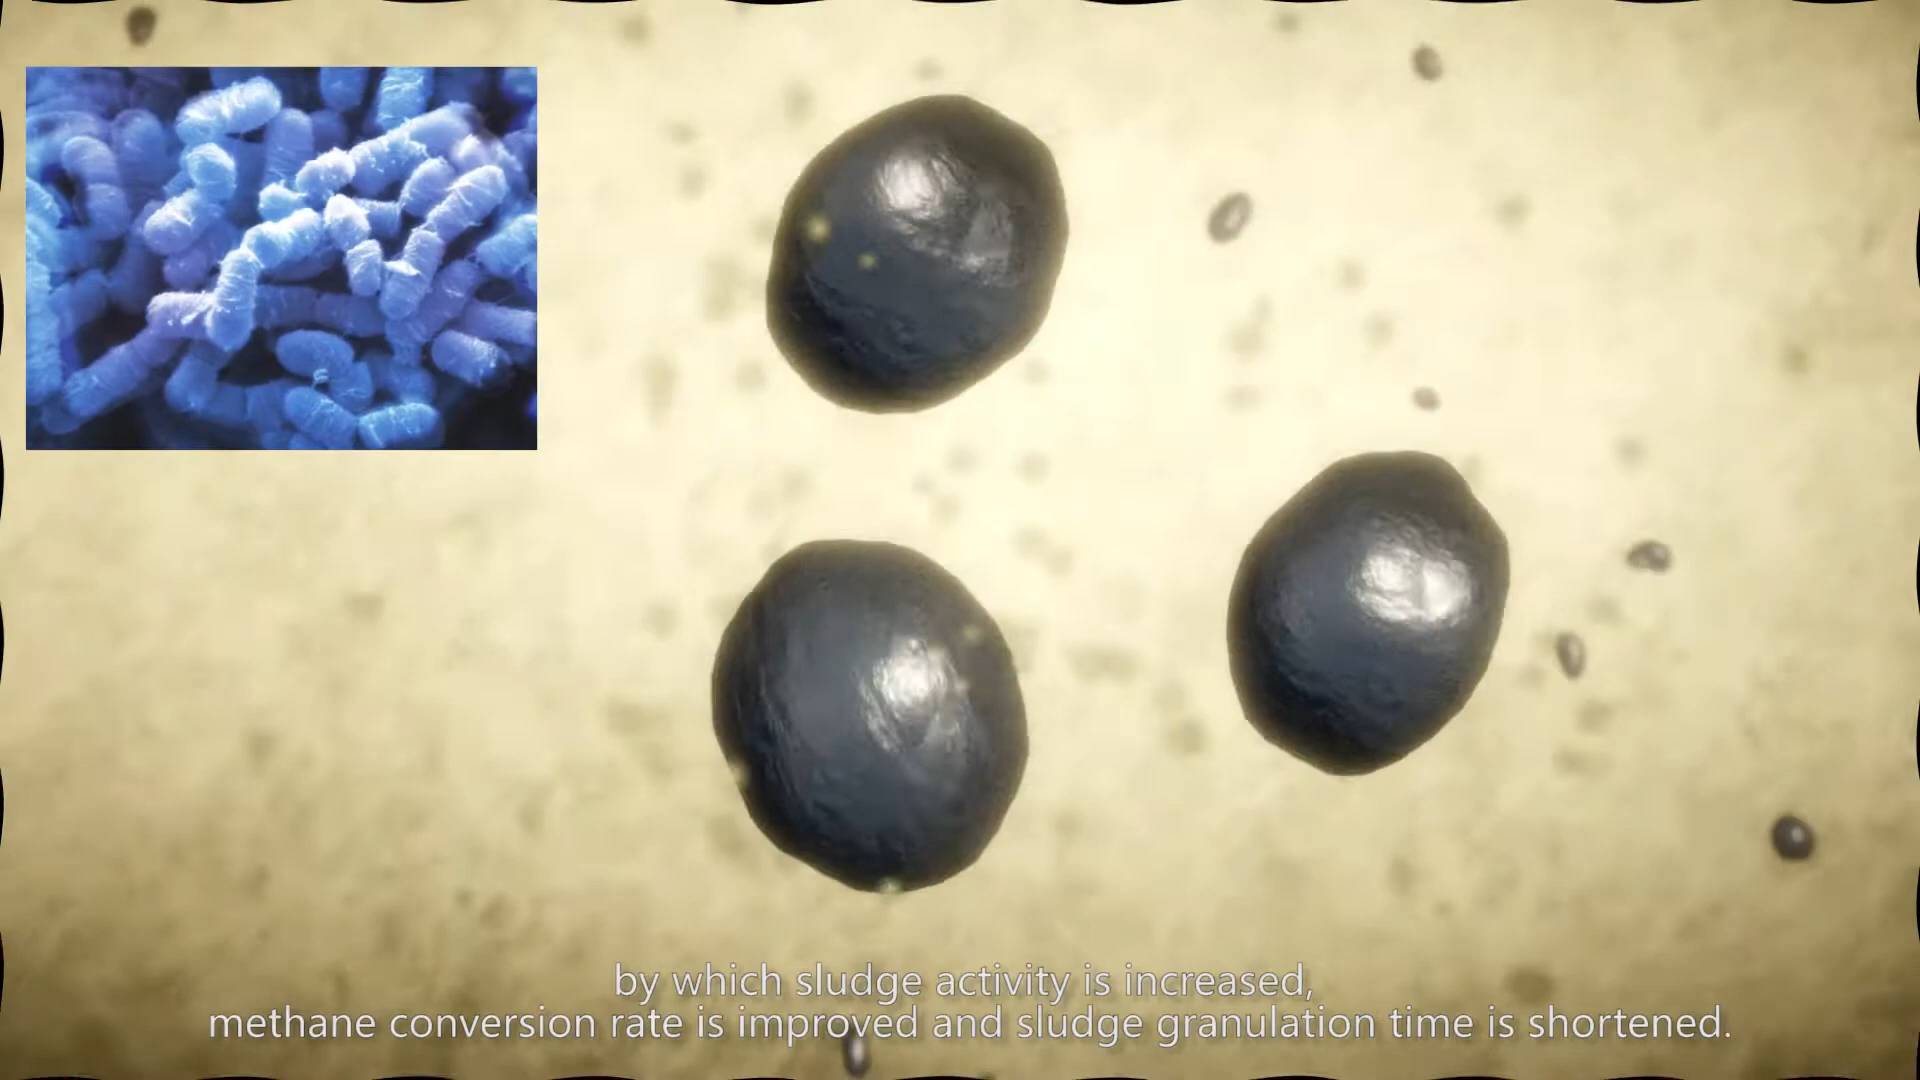 by which sludge activity is increased,
methane conversion rate is improved and sludge granulation time is shortened.